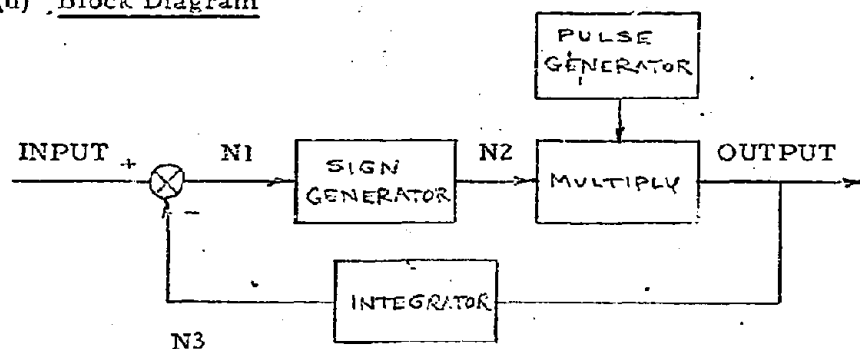 (d) Block Diagram
PULSE
GENERATOR
INPUT + N1 SIGN N2 MULTIPLY OUTPUT
GENERATOR
-
INTEGRATOR
N3